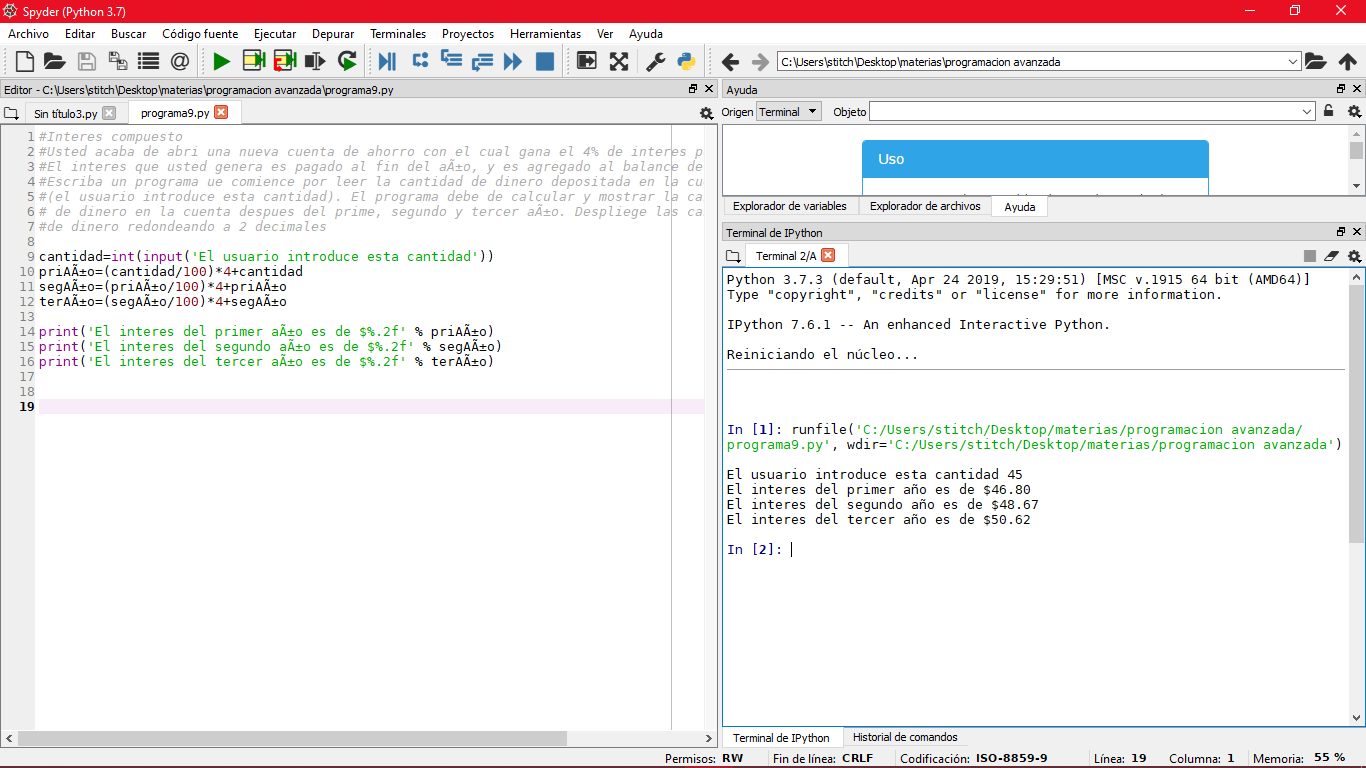 Spyder (Python 3.7)
Archivo Editar Buscar Código fuente Ejecutar Depurar Terminales Proyectos Herramientas Ver Ayuda
C:\Users\stitch\Desktop\materias\programacion avanzada
Editor - C:\Users\stitch\Desktop\materias\programacion avanzada\programa9.py
Sin título3.py programa9.py
1 #Interes compuesto
2 #Usted acaba de abri una nueva cuenta de ahorro con el cual gana el 4% de interes p
3 #El interes que usted genera es pagado al fin del aÃ±o, y es agregado al balance de
4 #Escriba un programa ue comience por leer la cantidad de dinero depositada en la cu
5 #(el usuario introduce esta cantidad). El programa debe de calcular y mostrar la ca
6 # de dinero en la cuenta despues del prime, segundo y tercer aÃ±o. Despliege las ca
7 #de dinero redondeando a 2 decimales
8
9 cantidad=int(input('El usuario introduce esta cantidad'))
10 priAÃ±o=(cantidad/100)*4+cantidad
11 segAÃ±o=(priAÃ±o/100)*4+priAÃ±o
12 terAÃ±o=(segAÃ±o/100)*4+segAÃ±o
13
14 print('El interes del primer aÃ±o es de $%.2f' % priAÃ±o)
15 print('El interes del segundo aÃ±o es de $%.2f' % segAÃ±o)
16 print('El interes del tercer aÃ±o es de $%.2f' % terAÃ±o)
17
18
19
Ayuda
Origen Terminal Objeto
Uso
Explorador de variables Explorador de archivos Ayuda
Terminal de IPython
Terminal 2/A
Python 3.7.3 (default, Apr 24 2019, 15:29:51) [MSC v.1915 64 bit (AMD64)]
Type "copyright", "credits" or "license" for more information.
IPython 7.6.1 -- An enhanced Interactive Python.
Reiniciando el núcleo...
In [1]: runfile('C:/Users/stitch/Desktop/materias/programacion avanzada/
programa9.py', wdir='C:/Users/stitch/Desktop/materias/programacion avanzada')
El usuario introduce esta cantidad 45
El interes del primer año es de $46.80
El interes del segundo año es de $48.67
El interes del tercer año es de $50.62
In [2]:
Terminal de IPython Historial de comandos
Permisos: RW Fin de línea: CRLF Codificación: ISO-8859-9 Línea: 19 Columna: 1 Memoria: 55 %